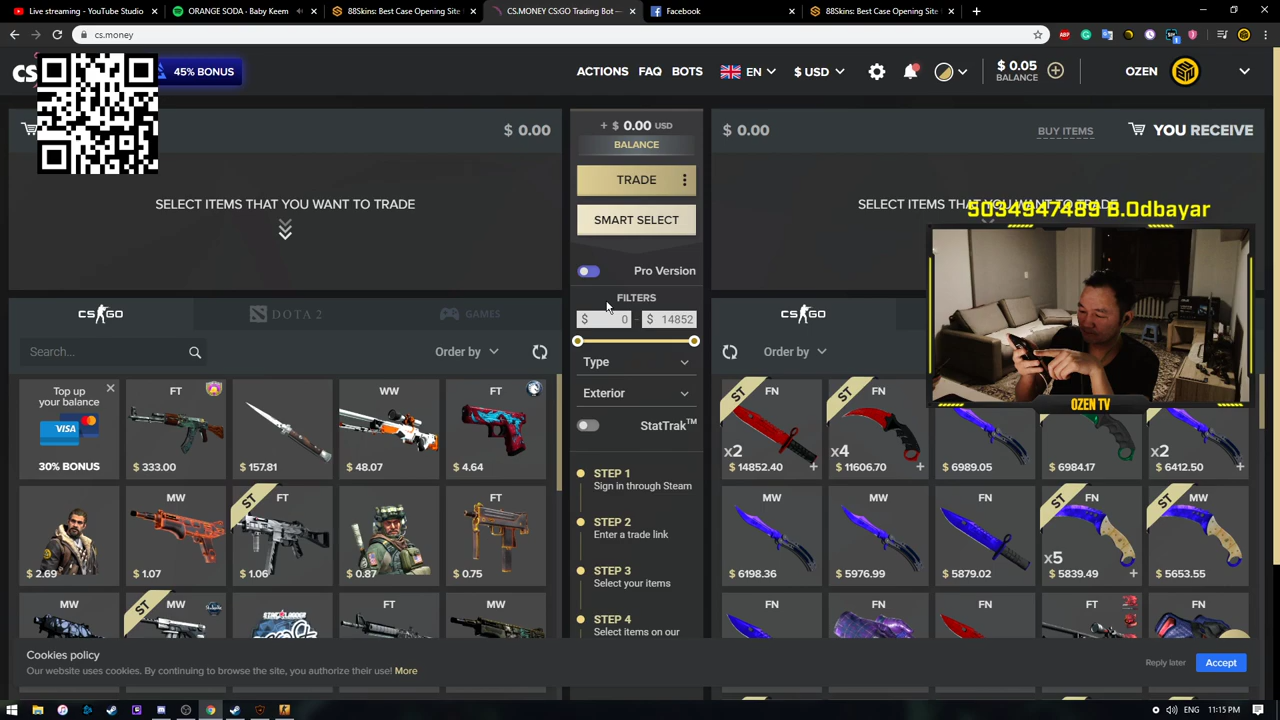 Live streaming - YouTube Studio
ORANGE SODA - Baby Keem
88Skins: Best Case Opening Site
CS.MONEY CS:GO Trading Bot
Facebook
88Skins: Best Case Opening Site
cs.money
CS
45% BONUS
ACTIONS
FAQ
BOTS
EN
$ USD
$ 0.05
BALANCE
OZEN
$ 0.00
SELECT ITEMS THAT YOU WANT TO TRADE
+ $ 0.00 USD
BALANCE
TRADE
SMART SELECT
Pro Version
FILTERS
$ 0 - $ 14852
Type
Exterior
StatTrak™
STEP 1
Sign in through Steam
STEP 2
Enter a trade link
STEP 3
Select your items
STEP 4
Select items on our
$ 0.00
BUY ITEMS
YOU RECEIVE
SELECT ITEMS THAT YOU WANT TO TRADE
5034947489 B.Odbayar
OZEN TV
CS GO
DOTA 2
GAMES
Search...
Order by
Top up
your balance
VISA
30% BONUS
FT
$ 333.00
$ 157.81
WW
$ 48.07
FT
$ 4.64
$ 2.69
MW
$ 1.07
ST
FT
$ 1.06
$ 0.87
FT
$ 0.75
MW
ST
MW
FT
MW
CS GO
Order by
ST
FN
x2
$ 14852.40 +
ST
FN
x4
$ 11606.70 +
$ 6989.05
$ 6984.17
x2
$ 6412.50 +
MW
$ 6198.36
MW
$ 5976.99
FN
$ 5879.02
ST
FN
x5
$ 5839.49 +
ST
MW
$ 5653.55
FN
FN
FN
FT
FN
Cookies policy
Our website uses cookies. By continuing to browse the site, you authorize their use! More
Reply later
Accept
ENG
11:15 PM